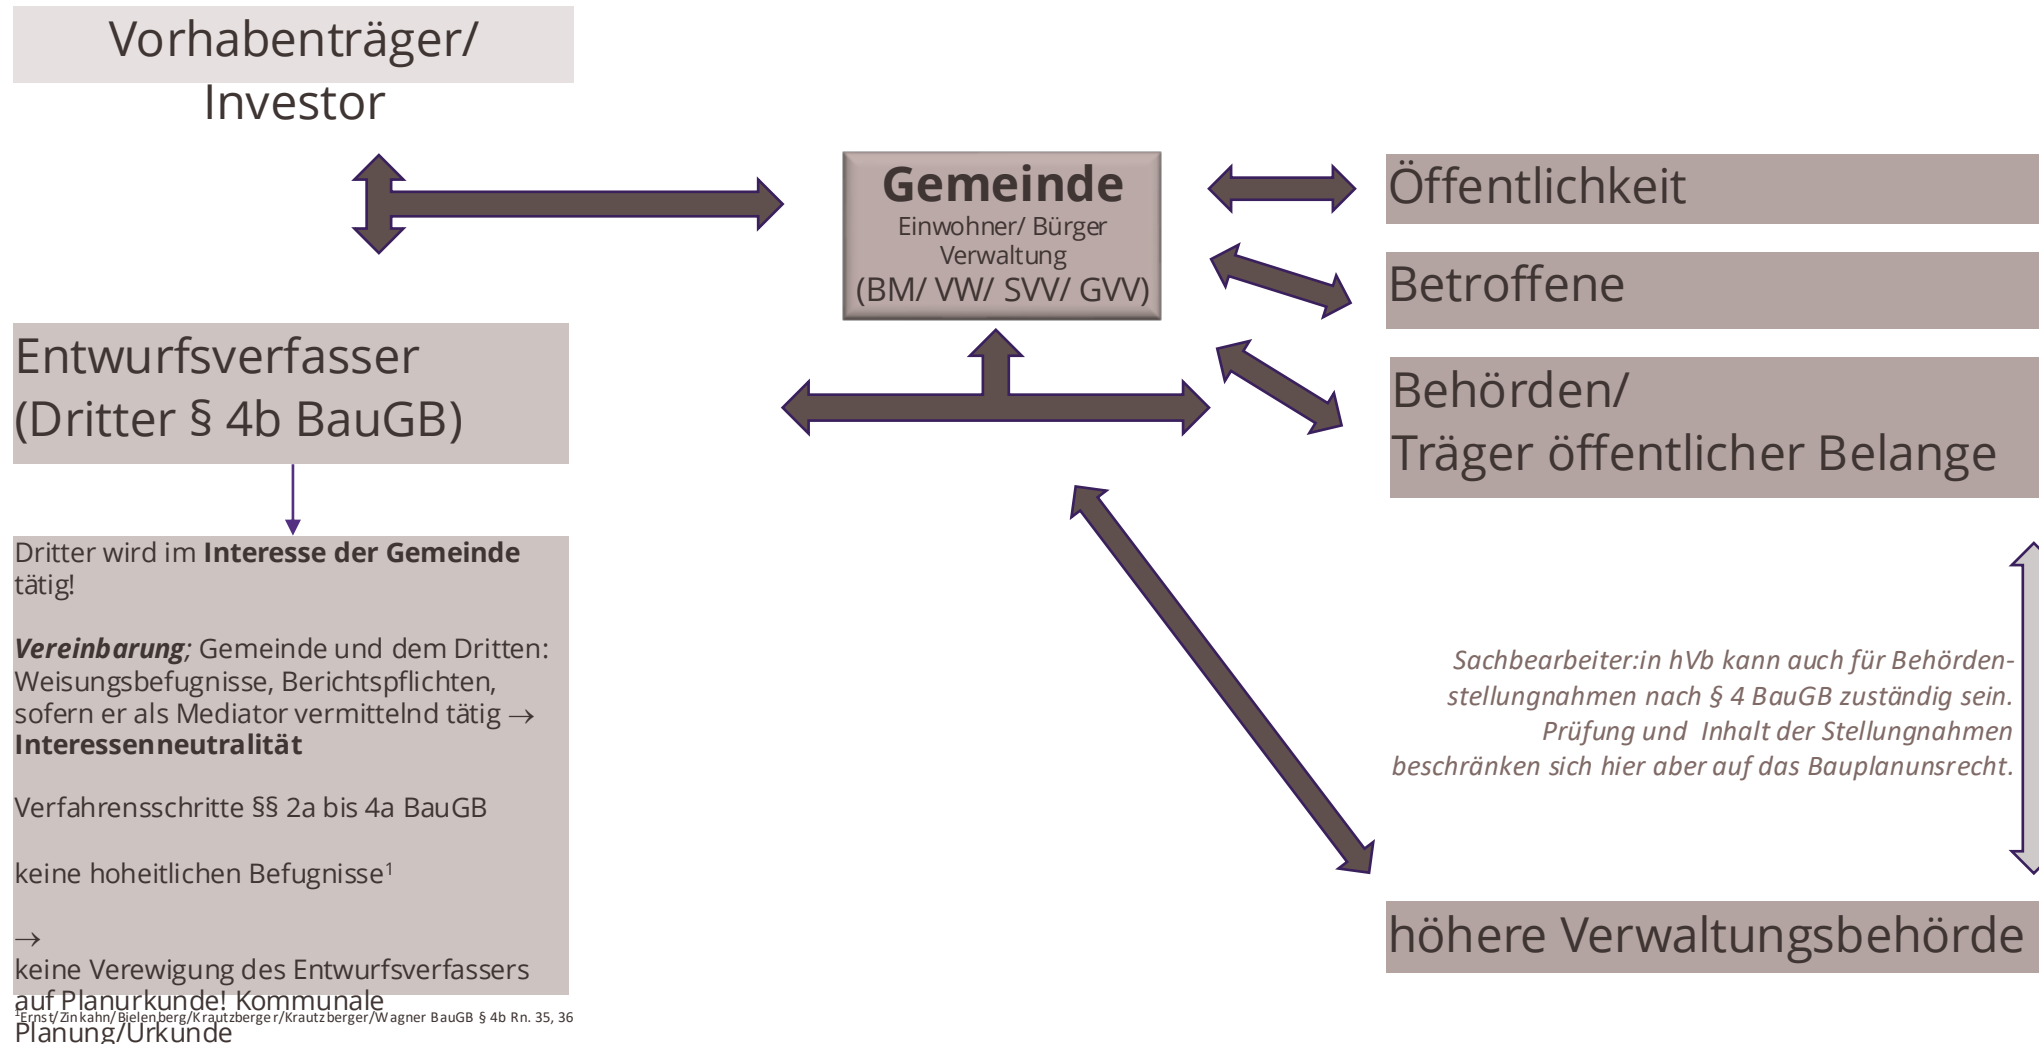 Vorhabenträger/
Investor
Gemeinde
Einwohner/ Bürger
Verwaltung
(BM/ VW/ SVV/ GVV)
Öffentlichkeit
Betroffene
Behörden/
Träger öffentlicher Belange
Entwurfsverfasser
(Dritter § 4b BauGB)
Dritter wird im Interesse der Gemeinde
tätig!
Vereinbarung; Gemeinde und dem Dritten:
Weisungsbefugnisse, Berichtspflichten,
sofern er als Mediator vermittelnd tätig →
Interessenneutralität
Verfahrensschritte §§ 2a bis 4a BauGB
keine hoheitlichen Befugnisse¹
→
keine Verewigung des Entwurfsverfassers
auf Planurkunde! Kommunale
Planung/Urkunde
¹Ernst/Zinkahn/Bielenberg/Krautzberger/Krautzberger/Wagner BauGB § 4b Rn. 35, 36
Sachbearbeiter:in hVb kann auch für Behörden-
stellungnahmen nach § 4 BauGB zuständig sein.
Prüfung und Inhalt der Stellungnahmen
beschränken sich hier aber auf das Bauplanunsrecht.
höhere Verwaltungsbehörde